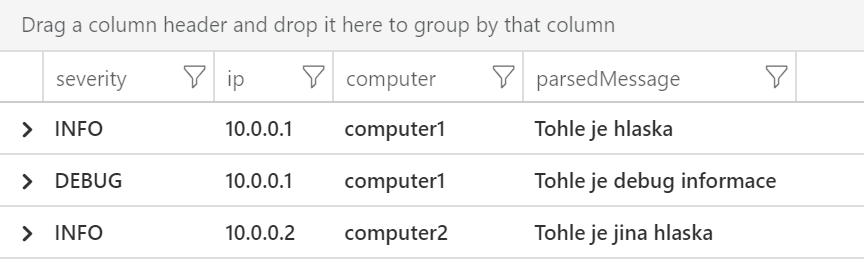 Drag a column header and drop it here to group by that column
severity ip computer parsedMessage
INFO 10.0.0.1 computer1 Tohle je hlaska
DEBUG 10.0.0.1 computer1 Tohle je debug informace
INFO 10.0.0.2 computer2 Tohle je jina hlaska